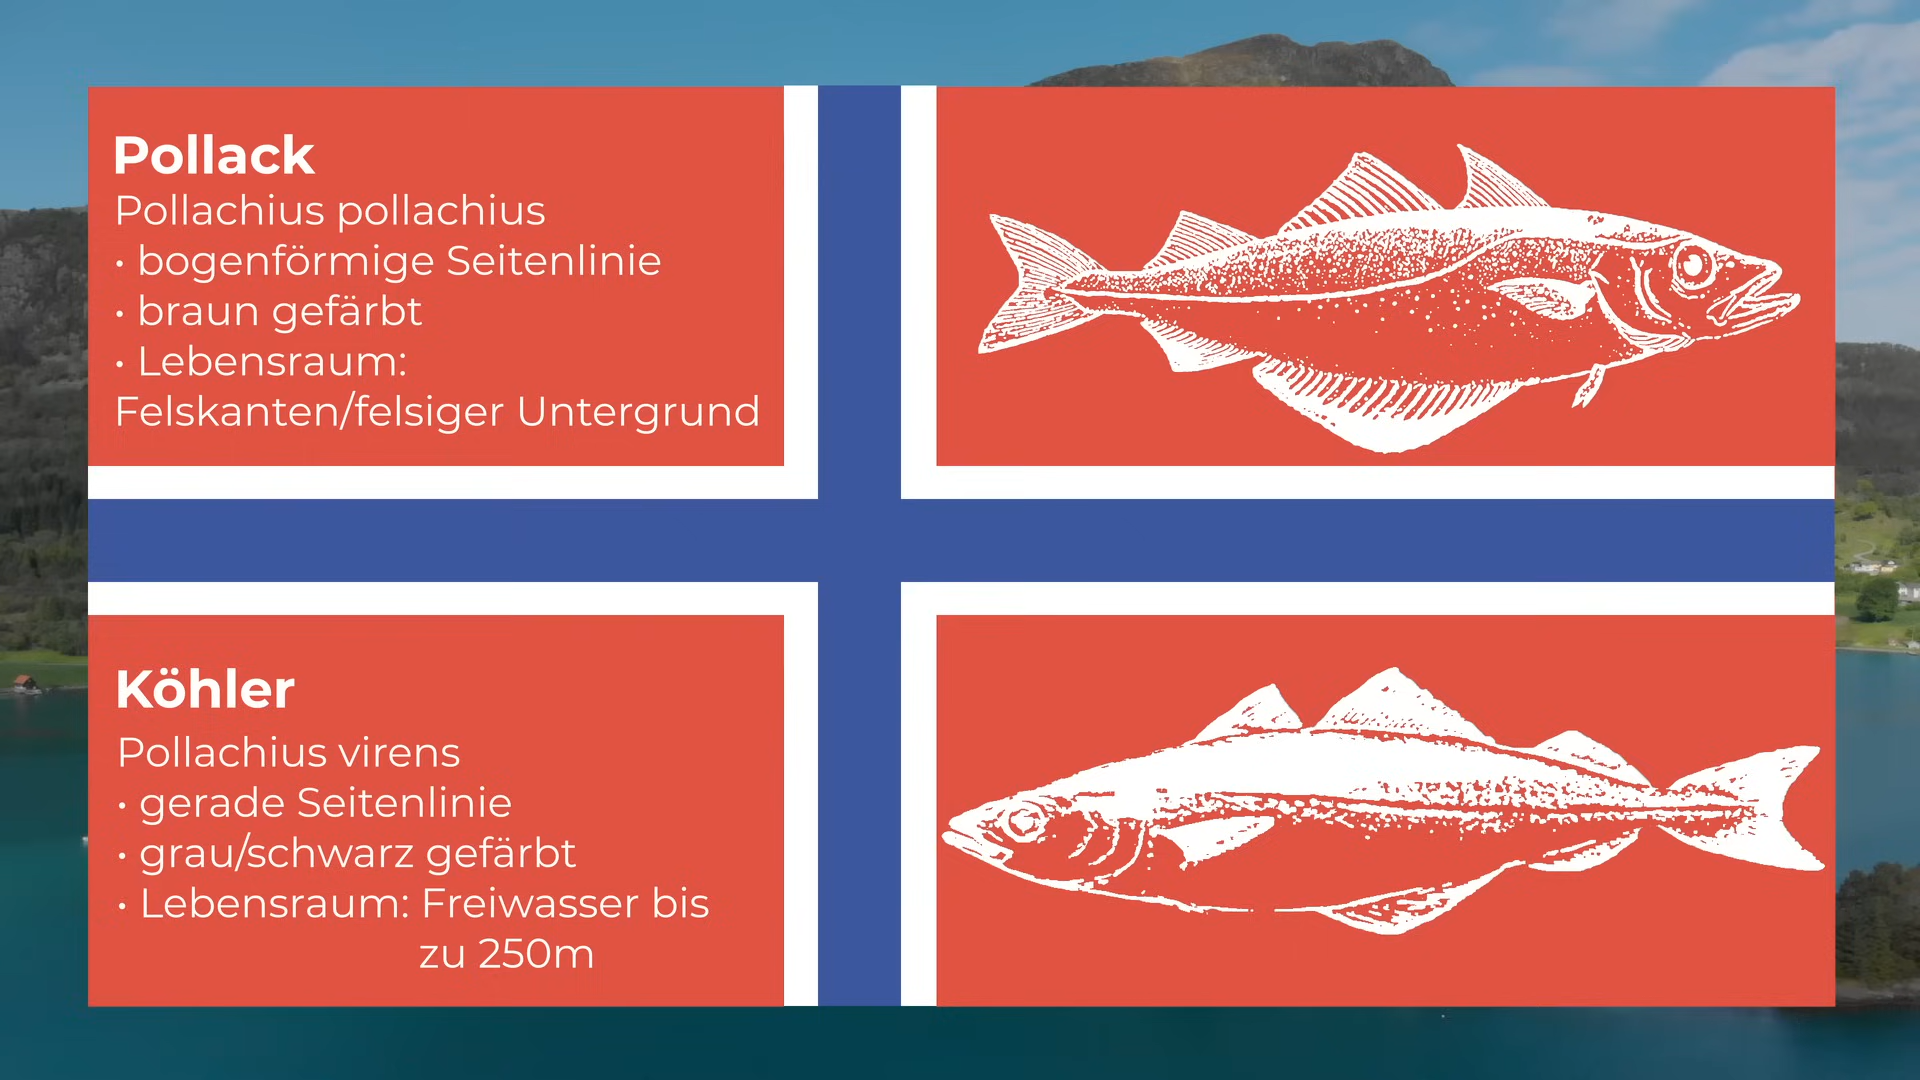 Pollack
Pollachius pollachius
• bogenförmige Seitenlinie
• braun gefärbt
• Lebensraum:
Felskanten/felsiger Untergrund
Köhler
Pollachius virens
• gerade Seitenlinie
• grau/schwarz gefärbt
• Lebensraum: Freiwasser bis
zu 250m